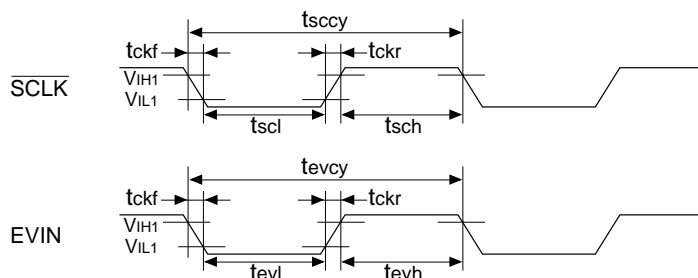 tsccy
tckf tckr
SCLK VIH1
VIL1
tscl tsch
tevcy
tckf tckr
EVIN VIH1
VIL1
tevl tevh